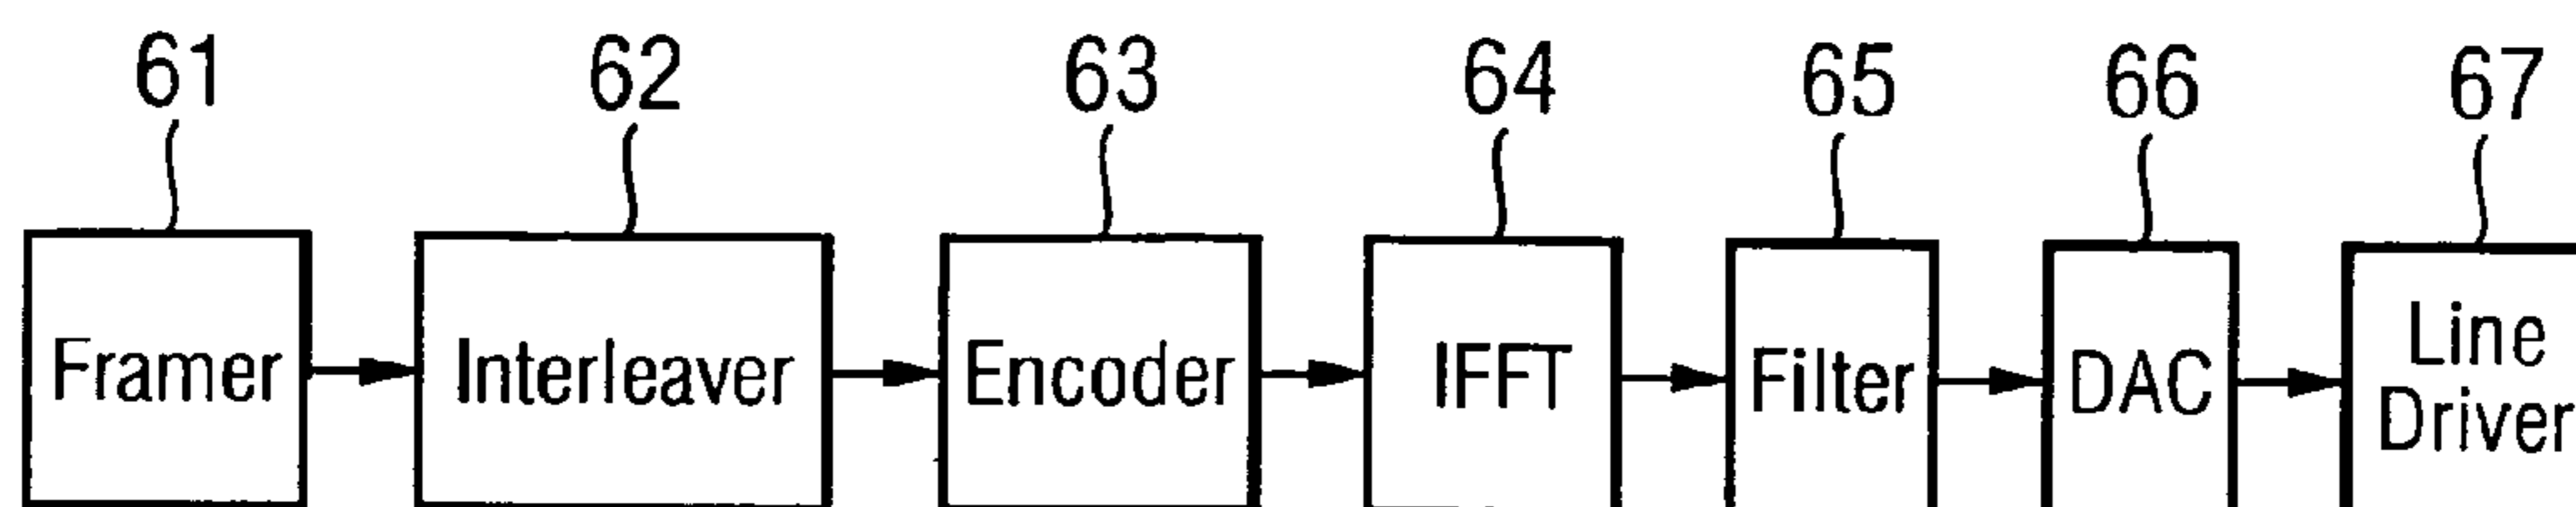 61 62 63 64 65 66 67
Framer Interleaver Encoder IFFT Filter DAC Line
Driver